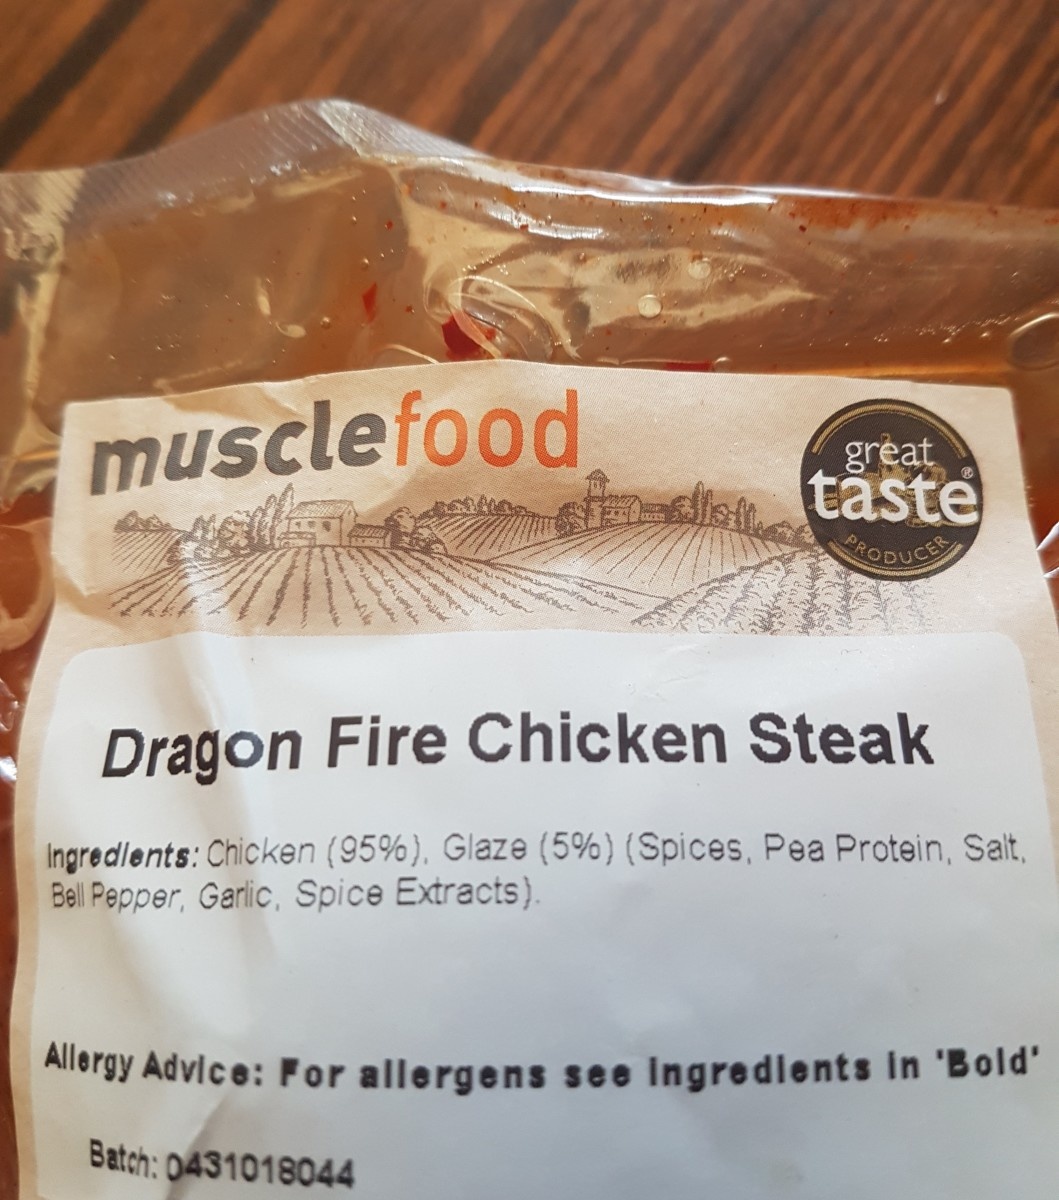 musclefood
great
taste®
PRODUCER
Dragon Fire Chicken Steak
Ingredients: Chicken (95%), Glaze (5%) (Spices, Pea Protein, Salt,
Bell Pepper, Garlic, Spice Extracts).
Allergy Advice: For allergens see ingredients in 'Bold'
Batch: 0431018044